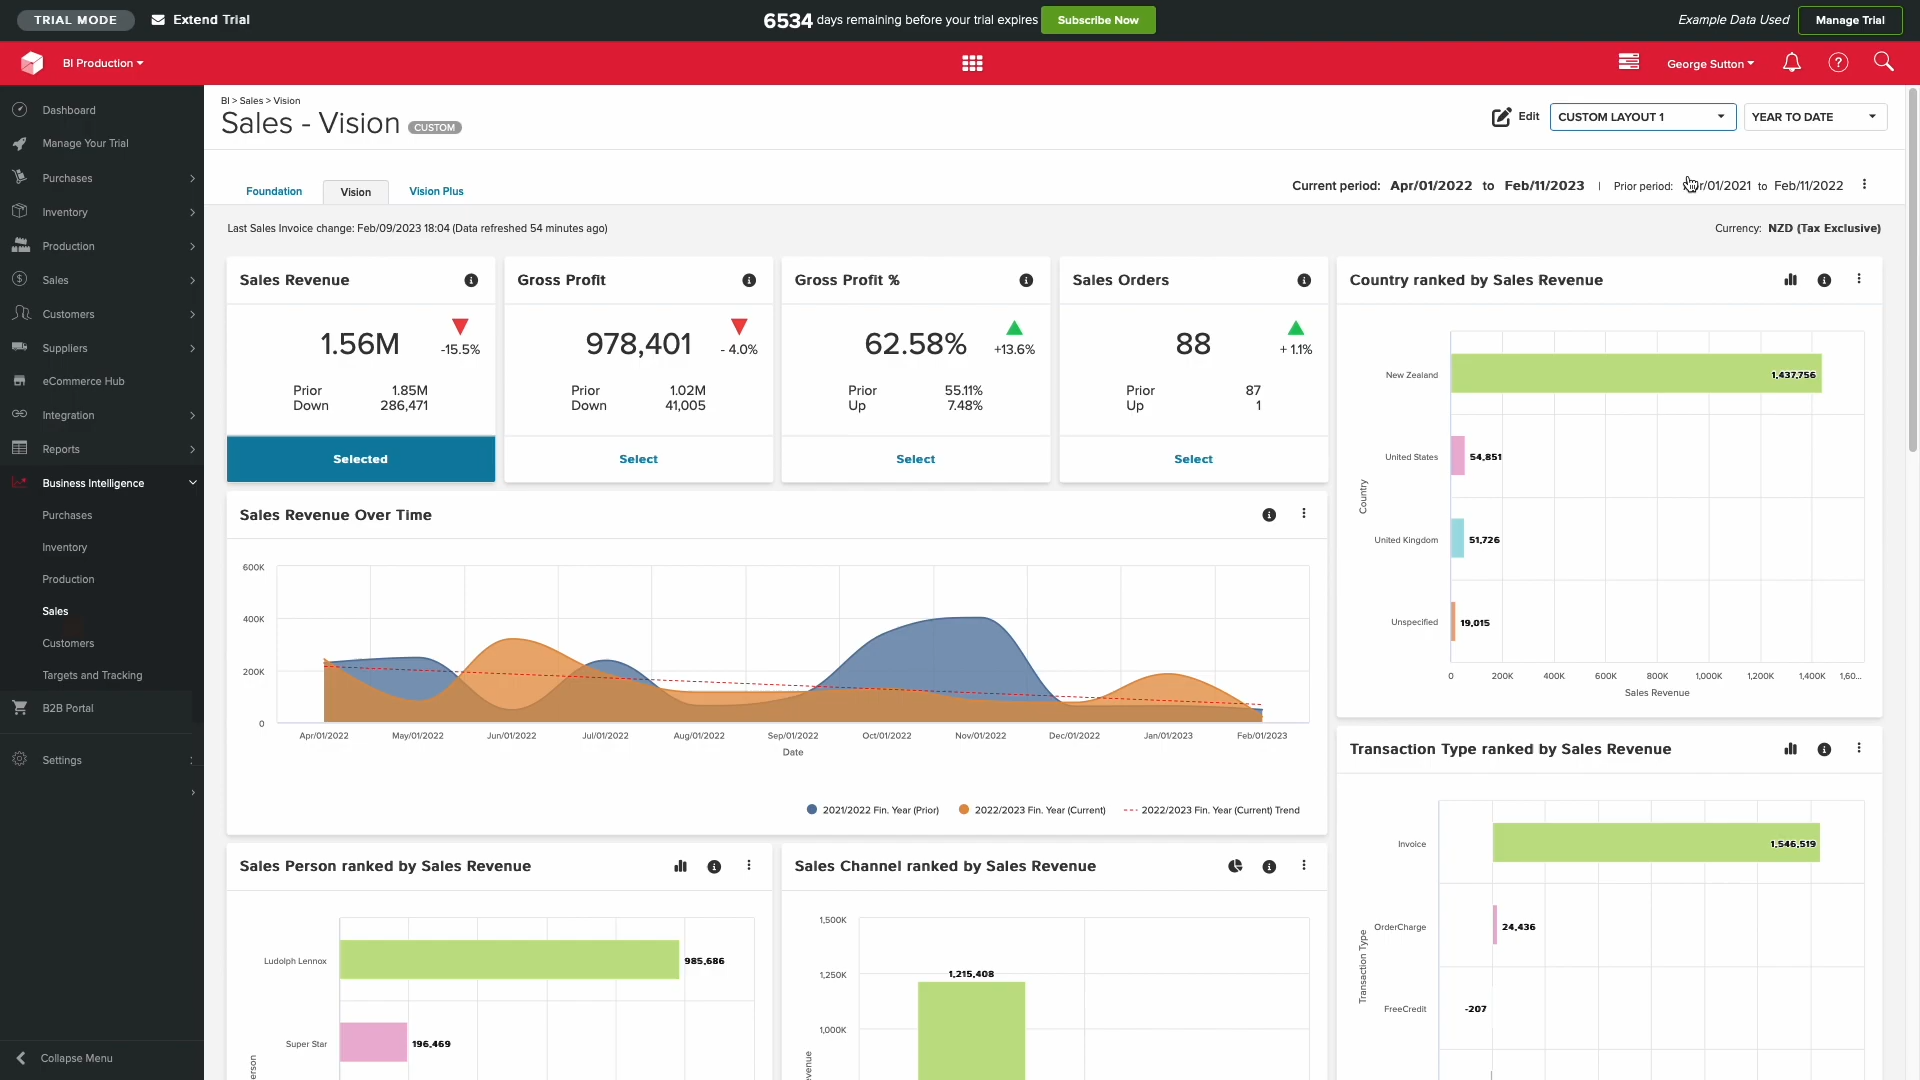 TRIAL MODE
Extend Trial
6534 days remaining before your trial expires
Subscribe Now
Example Data Used
Manage Trial
BI Production
George Sutton
Dashboard
Manage Your Trial
Purchases
Inventory
Production
Sales
Customers
Suppliers
eCommerce Hub
Integration
Reports
Business Intelligence
Purchases
Inventory
Production
Sales
Customers
Targets and Tracking
B2B Portal
Settings
Collapse Menu
BI > Sales > Vision
Sales - Vision CUSTOM
Edit
CUSTOM LAYOUT 1
YEAR TO DATE
Foundation
Vision
Vision Plus
Current period: Apr/01/2022 to Feb/11/2023 | Prior period: r/01/2021 to Feb/11/2022
Last Sales Invoice change: Feb/09/2023 18:04 (Data refreshed 54 minutes ago)
Currency: NZD (Tax Exclusive)
Sales Revenue
1.56M
-15.5%
Prior 1.85M
Down 286,471
Selected
Gross Profit
978,401
- 4.0%
Prior 1.02M
Down 41,005
Select
Gross Profit %
62.58%
+13.6%
Prior 55.11%
Up 7.48%
Select
Sales Orders
88
+ 1.1%
Prior 87
Up 1
Select
Country ranked by Sales Revenue
New Zealand
1,437,756
United States
54,851
United Kingdom
51,726
Unspecified
19,015
Country
0 200K 400K 600K 800K 1,000K 1,200K 1,400K 1,60...
Sales Revenue
Sales Revenue Over Time
600K
400K
200K
0
Apr/01/2022 May/01/2022 Jun/01/2022 Jul/01/2022 Aug/01/2022 Sep/01/2022 Oct/01/2022 Nov/01/2022 Dec/01/2022 Jan/01/2023 Feb/01/2023
Date
2021/2022 Fin. Year (Prior)
2022/2023 Fin. Year (Current)
2022/2023 Fin. Year (Current) Trend
Transaction Type ranked by Sales Revenue
Invoice
1,546,519
OrderCharge
24,436
FreeCredit
-207
Transaction Type
Sales Person ranked by Sales Revenue
Ludolph Lennox
985,686
Super Star
196,469
erson
Sales Channel ranked by Sales Revenue
1,500K
1,250K
1,000K
1,215,408
evenue